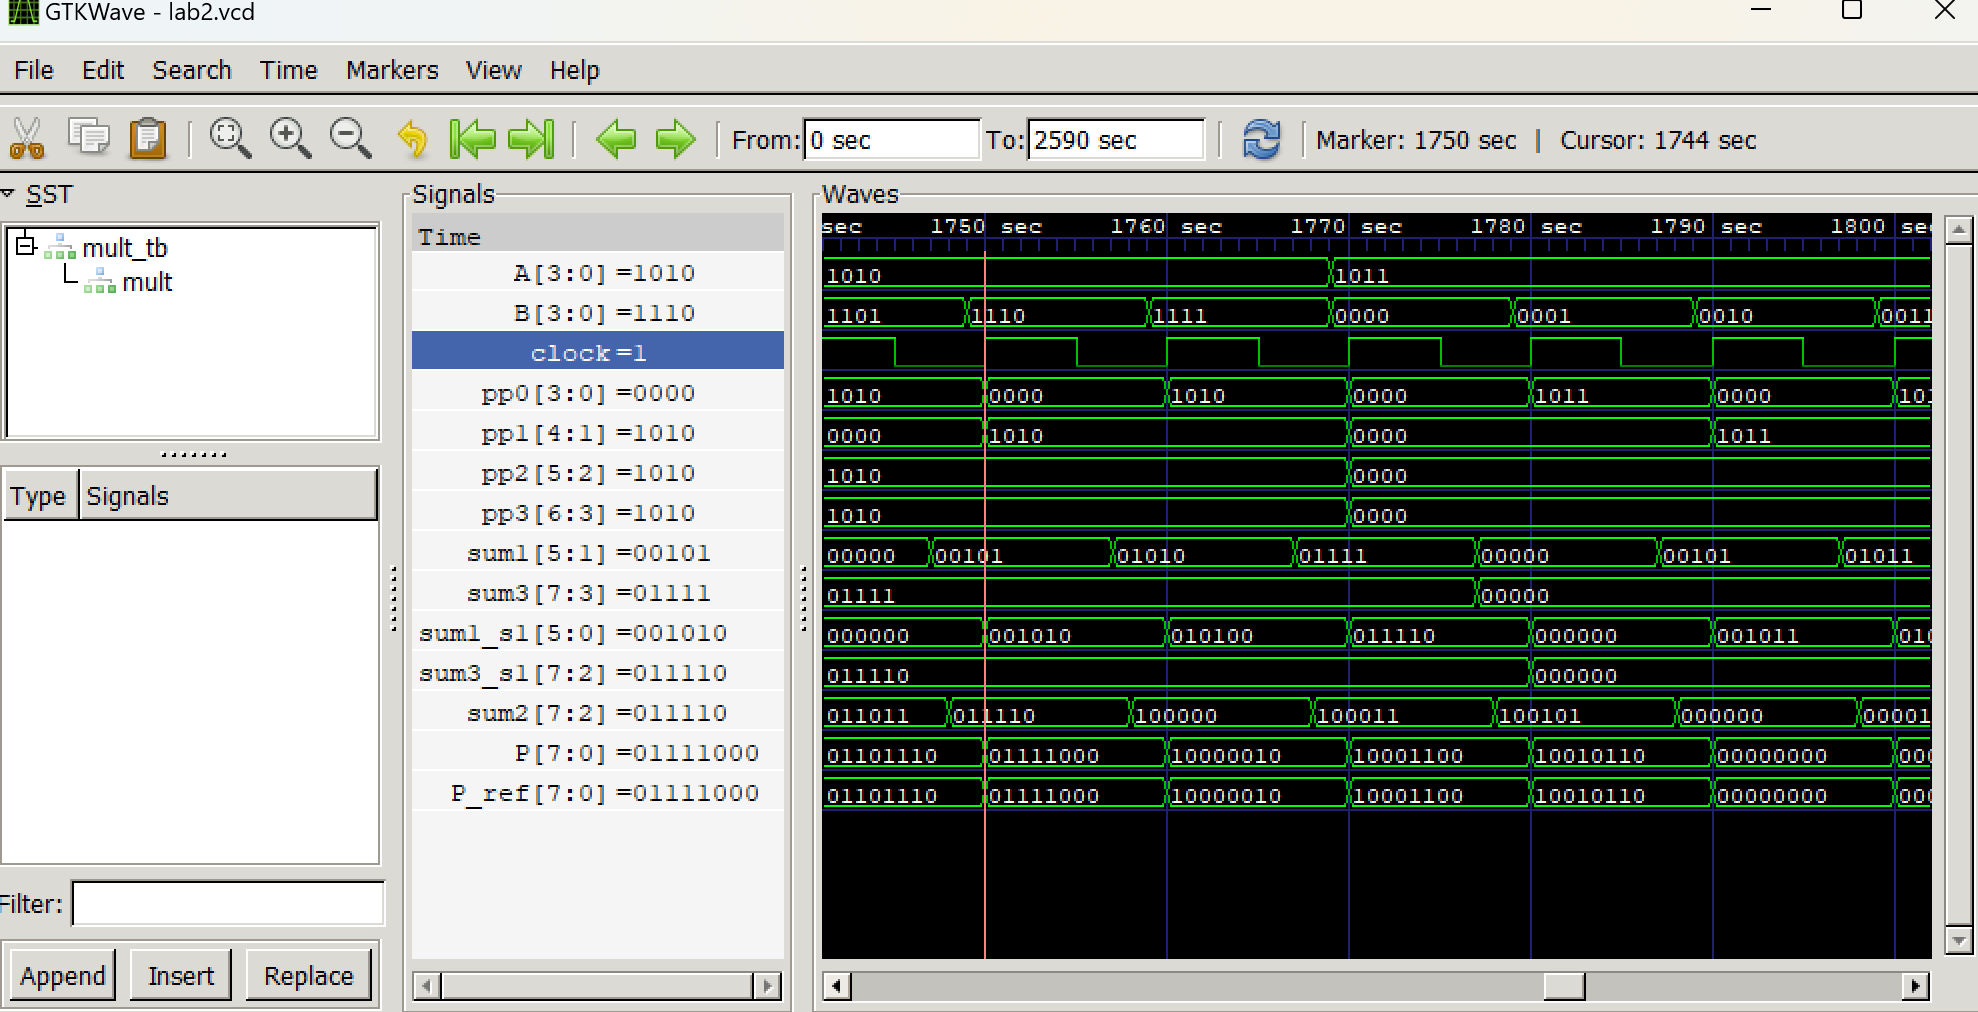 GTKWave - lab2.vcd
File Edit Search Time Markers View Help
From: 0 sec To: 2590 sec Marker: 1750 sec | Cursor: 1744 sec
SST
mult_tb
mult
Type Signals
Filter:
Append Insert Replace
Signals
Time
A[3:0] =1010
B[3:0] =1110
clock =1
pp0[3:0] =0000
pp1[4:1] =1010
pp2[5:2] =1010
pp3[6:3] =1010
sum1[5:1] =00101
sum3[7:3] =01111
sum1_s1[5:0] =001010
sum3_s1[7:2] =011110
sum2[7:2] =011110
P[7:0] =01111000
P_ref[7:0] =01111000
Waves
sec 1750 sec 1760 sec 1770 sec 1780 sec 1790 sec 1800 sec
1010 1011
1101 1110 1111 0000 0001 0010 0011
1010 0000 1010 0000 1011 0000 101
0000 1010 0000 1011
1010 0000
1010 0000
00000 00101 01010 01111 00000 00101 01011
01111 00000
000000 001010 010100 011110 000000 001011 010
011110 000000
011011 011110 100000 100011 100101 000000 00001
01101110 01111000 10000010 10001100 10010110 00000000 000
01101110 01111000 10000010 10001100 10010110 00000000 000